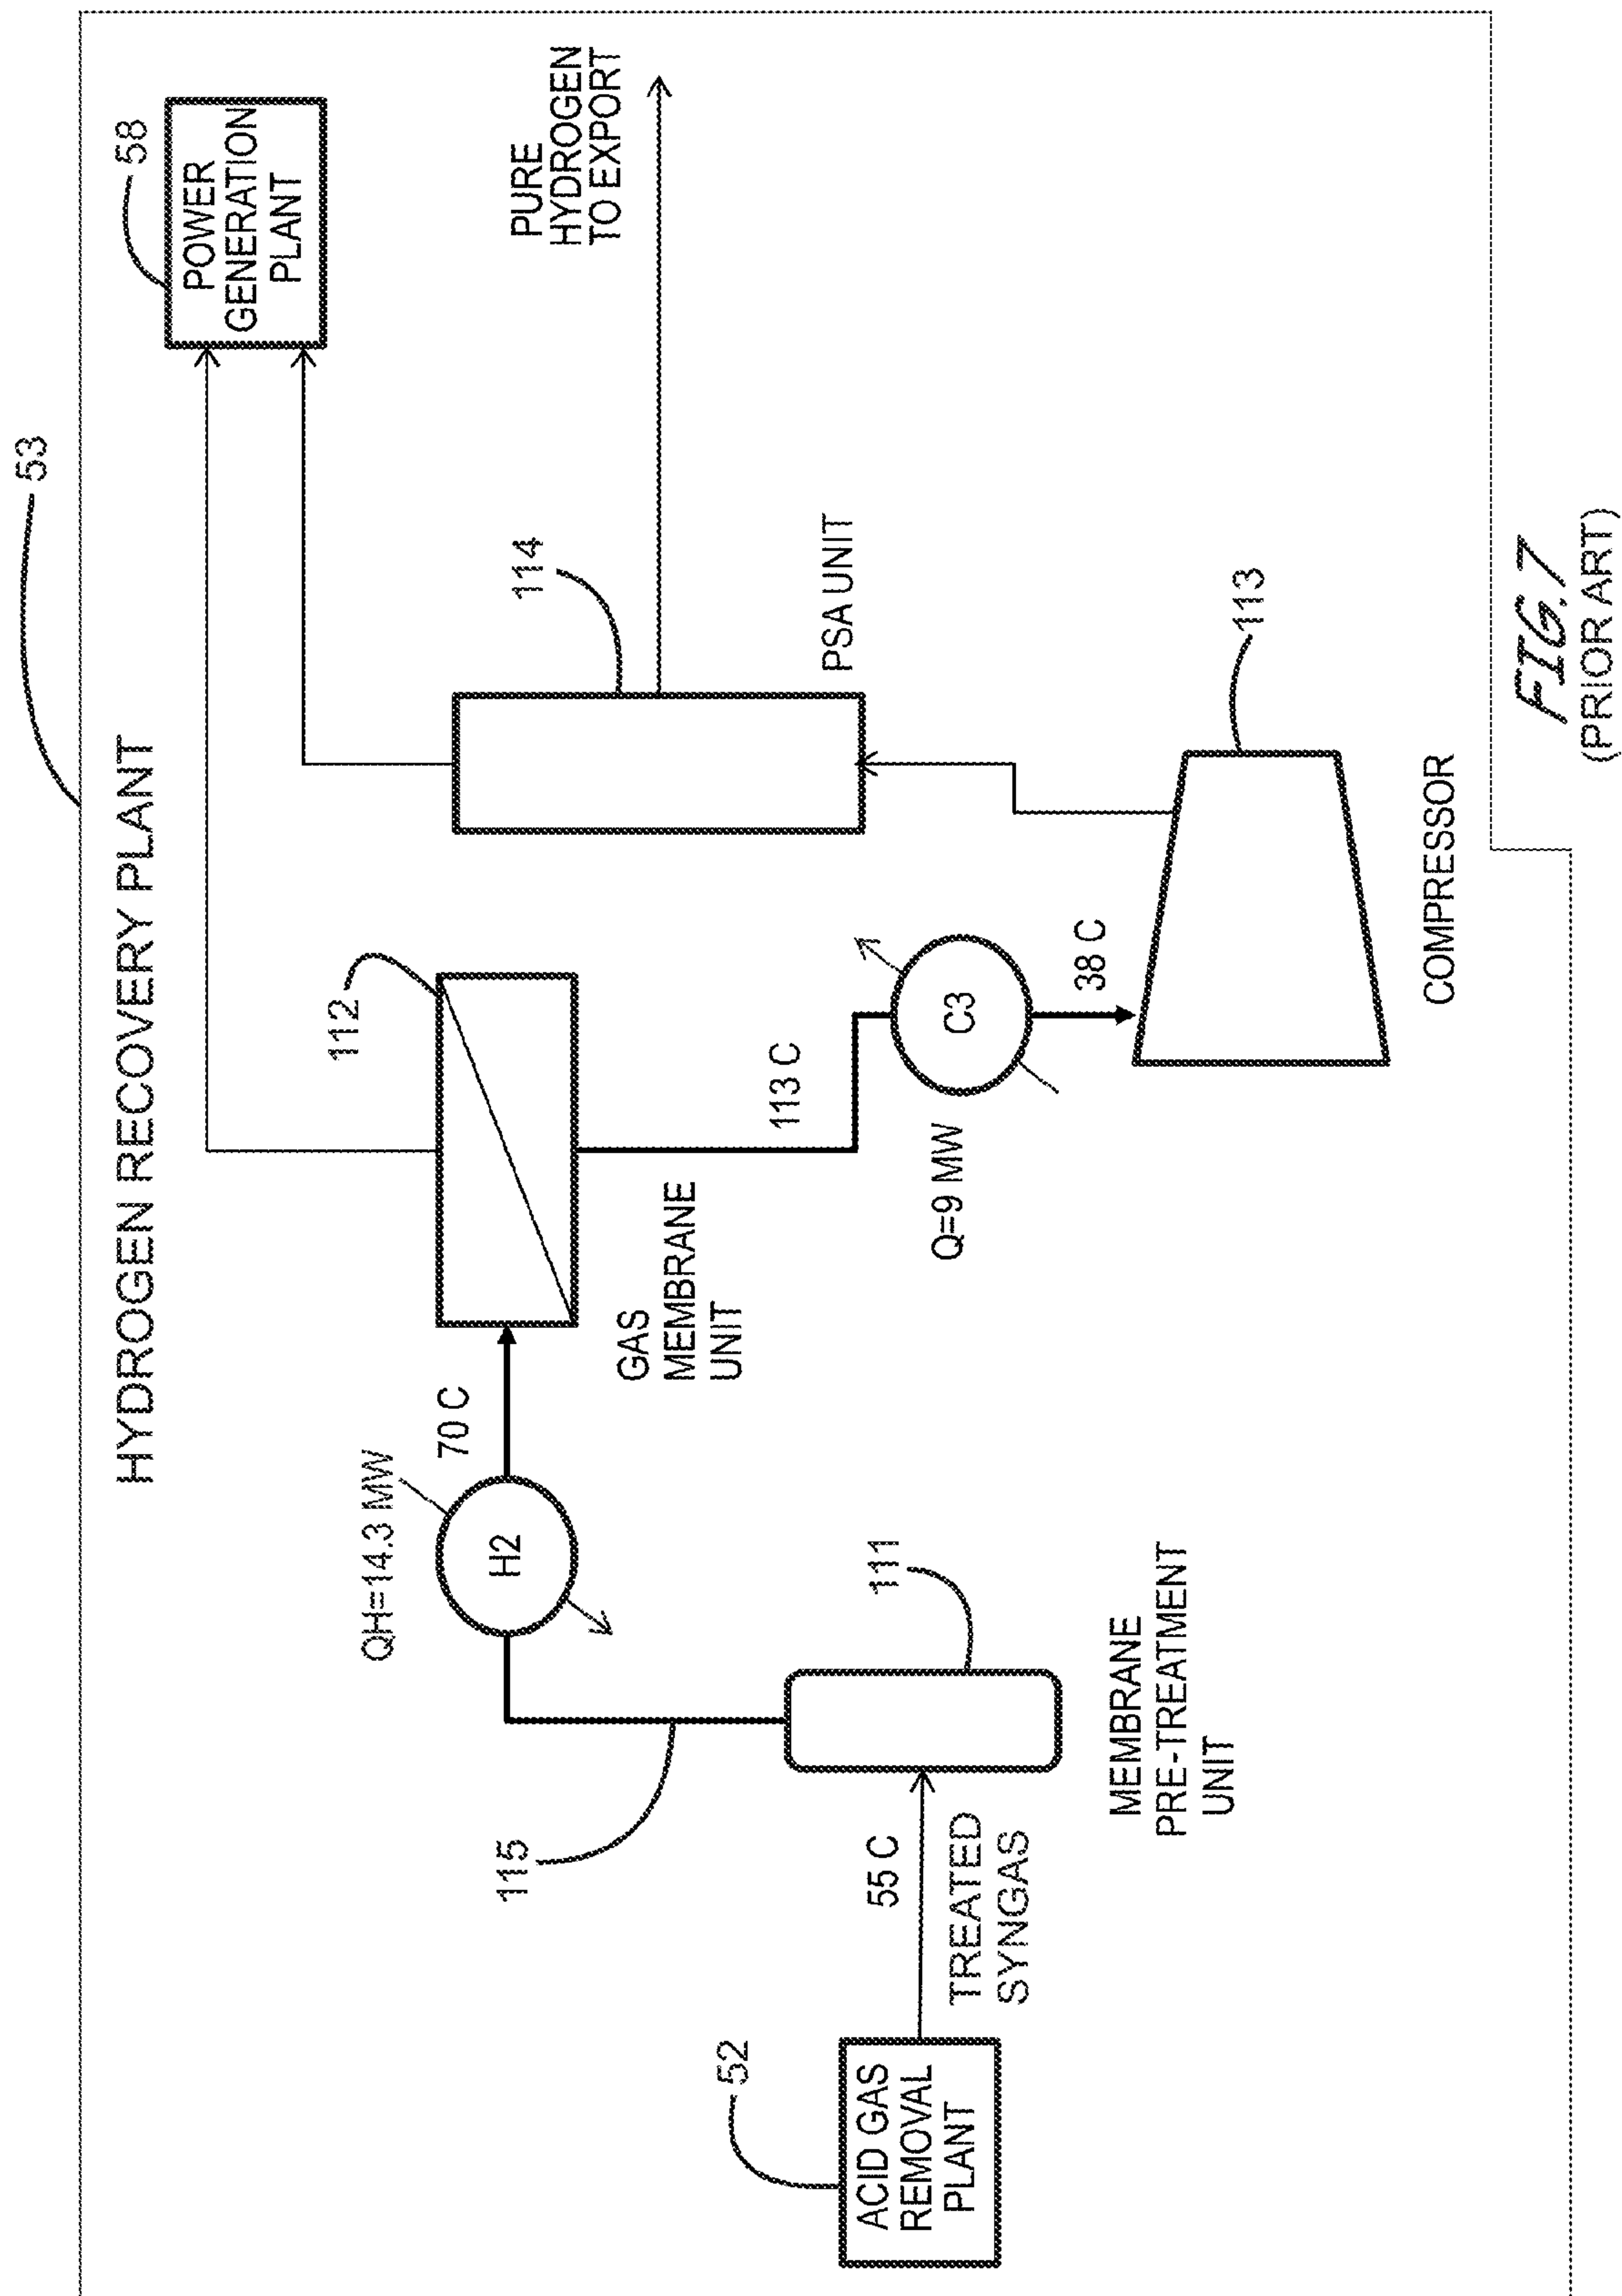 53
HYDROGEN RECOVERY PLANT
58
POWER
GENERATION
PLANT
QH=14.3 MW
H2
70 C
112
GAS
MEMBRANE
UNIT
114
PSA UNIT
PURE
HYDROGEN
TO EXPORT
115
111
MEMBRANE
PRE-TREATMENT
UNIT
52
ACID GAS
REMOVAL
PLANT
55 C
TREATED
SYNGAS
113 C
Q=9 MW
C3
38 C
113
COMPRESSOR
FIG. 7
(PRIOR ART)